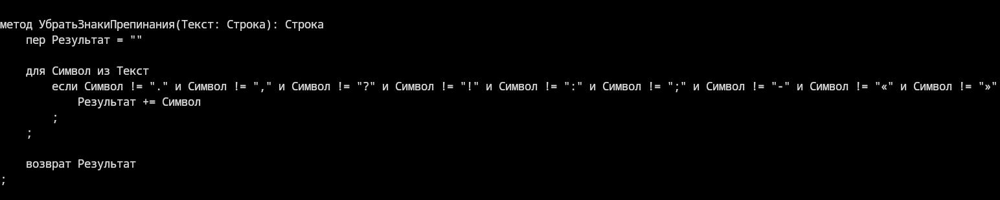 метод УбратьЗнакиПрепинания(Текст: Строка): Строка
    пер Результат = ""

    для Символ из Текст
        если Символ != "." и Символ != "," и Символ != "?" и Символ != "!" и Символ != ":" и Символ != ";" и Символ != "-" и Символ != "«" и Символ != "»"
            Результат += Символ
        ;
    ;

    возврат Результат
;